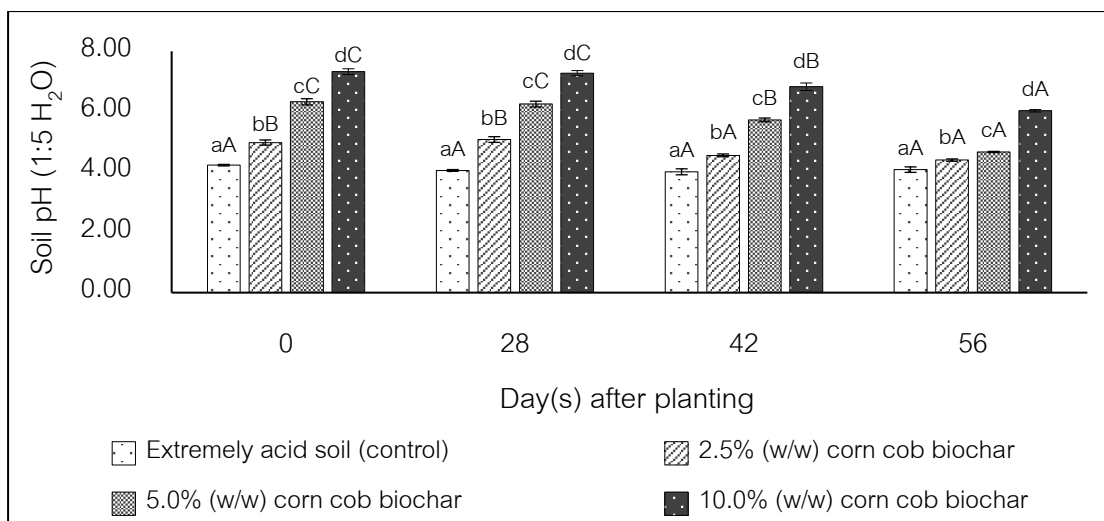 8.00
6.00
4.00
2.00
0.00
Soil pH (1:5 H₂O)
aA bB cC dC
aA bB cC dC
aA bA cB dB
aA bA cA dA
0 28 42 56
Day(s) after planting
Extremely acid soil (control) 2.5% (w/w) corn cob biochar
5.0% (w/w) corn cob biochar 10.0% (w/w) corn cob biochar